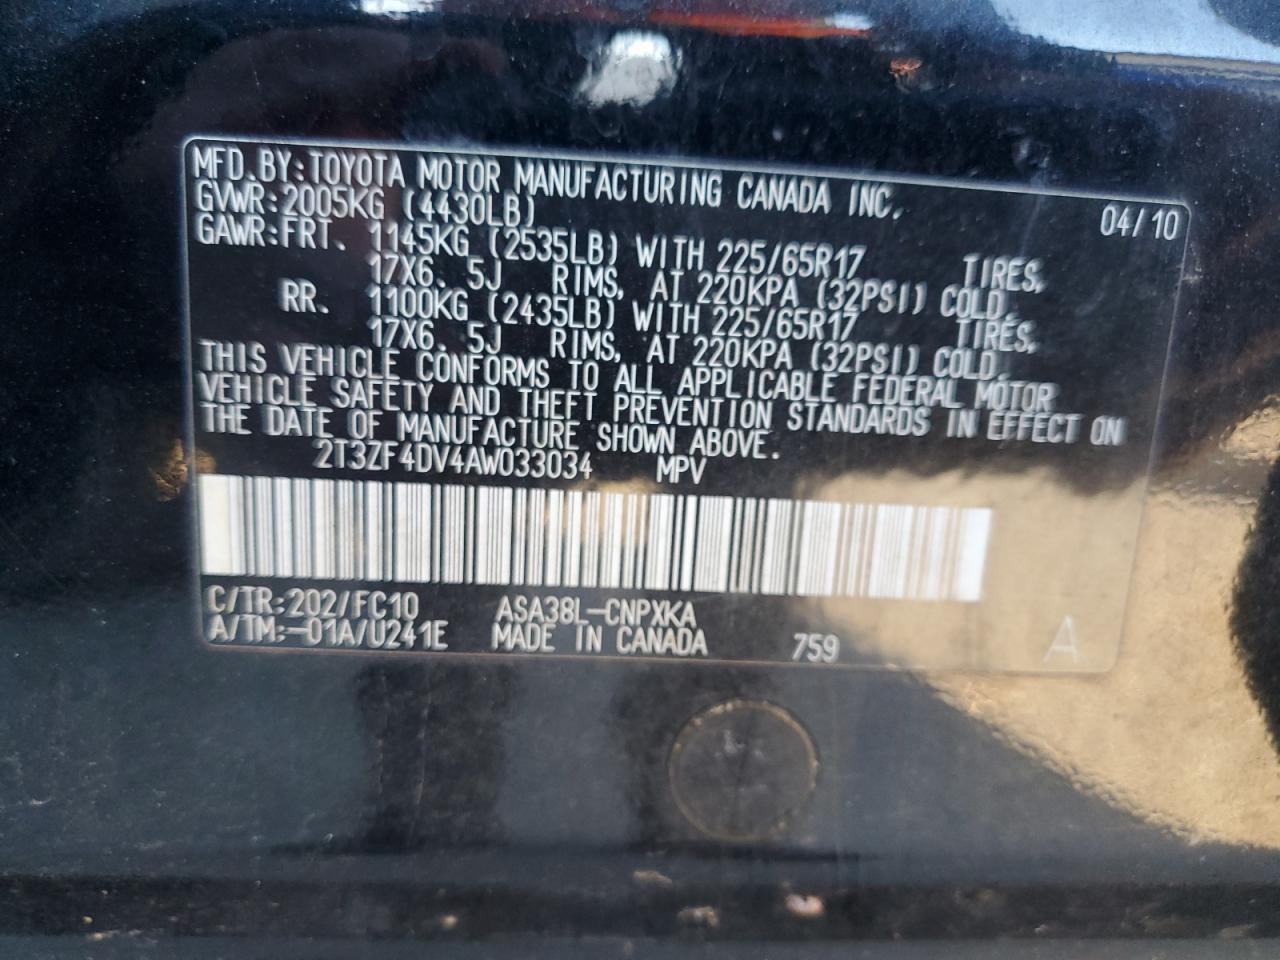 MFD.BY:TOYOTA MOTOR MANUFACTURING CANADA INC.
GVWR:2005KG (4430LB) 04/10
GAWR:FRT. 1145KG (2535LB) WITH 225/65R17 TIRES,
17X6.5J RIMS, AT 220KPA (32PSI) COLD.
RR. 1100KG (2435LB) WITH 225/65R17 TIRES,
17X6.5J RIMS, AT 220KPA (32PSI) COLD.
THIS VEHICLE CONFORMS TO ALL APPLICABLE FEDERAL MOTOR
VEHICLE SAFETY AND THEFT PREVENTION STANDARDS IN EFFECT ON
THE DATE OF MANUFACTURE SHOWN ABOVE.
2T3ZF4DV4AW033034 MPV
C/TR:202/FC10 ASA38L-CNPXKA
A/TM:-01A/U241E MADE IN CANADA 759 A